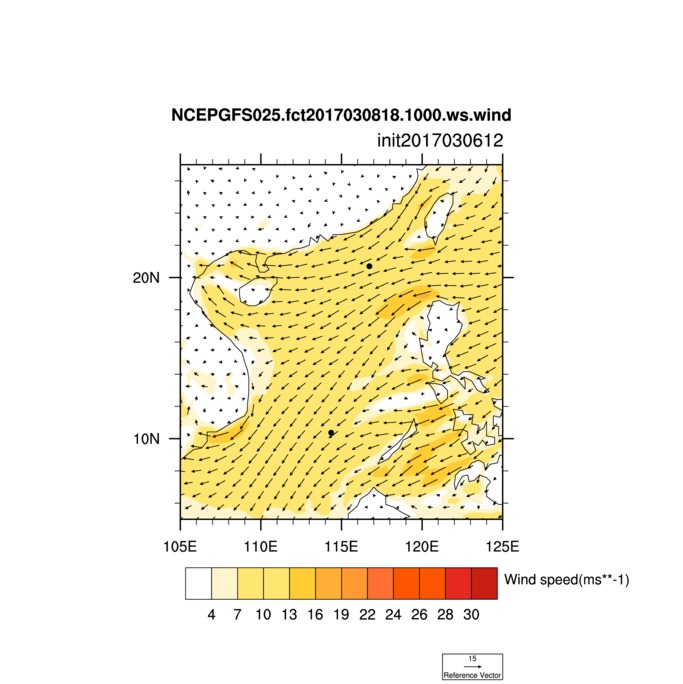 NCEPGFS025.fct2017030818.1000.ws.wind
init2017030612
20N
10N
105E 110E 115E 120E 125E
Wind speed(ms**-1)
4 7 10 13 16 19 22 24 26 28 30
15
Reference Vector